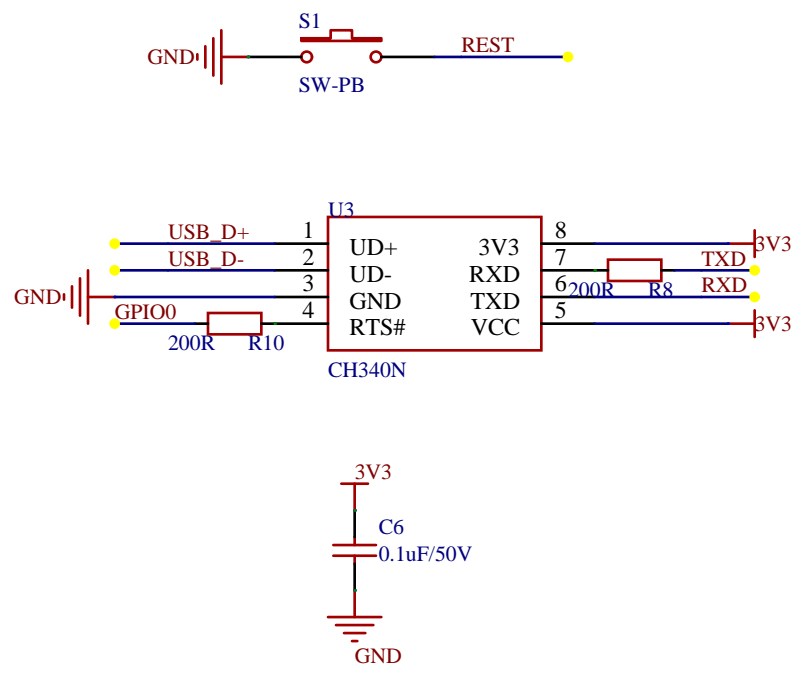 S1
GND
REST
SW-PB
U3
USB_D+ 1 UD+ 3V3 8 3V3
USB_D- 2 UD- RXD 7 200R R8 TXD
GND 3 GND TXD 6 RXD
GPIO0 200R R10 4 RTS# VCC 5 3V3
CH340N
3V3
C6
0.1uF/50V
GND